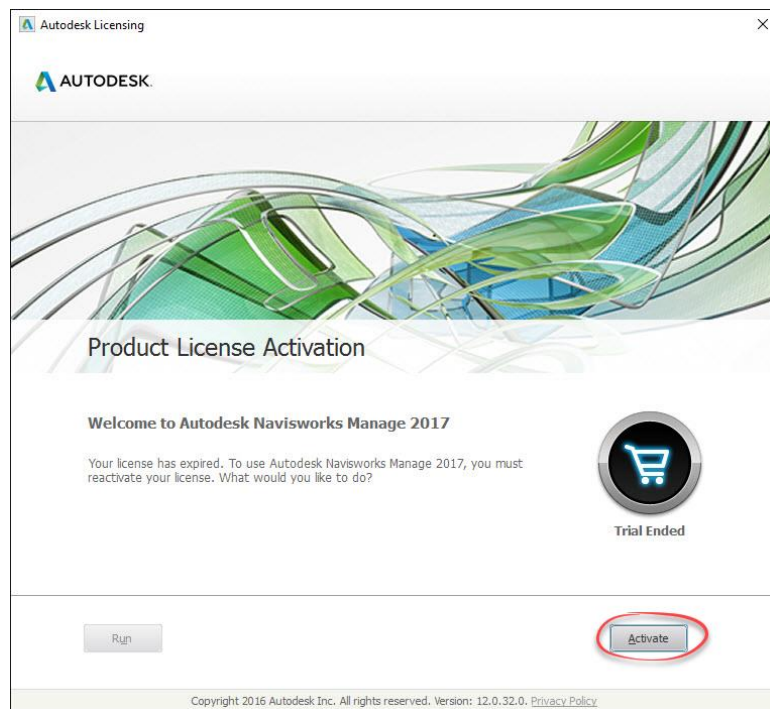 Autodesk Licensing
AUTODESK.
Product License Activation
Welcome to Autodesk Navisworks Manage 2017
Your license has expired. To use Autodesk Navisworks Manage 2017, you must
reactivate your license. What would you like to do?
Trial Ended
Run
Activate
Copyright 2016 Autodesk Inc. All rights reserved. Version: 12.0.32.0. Privacy Policy